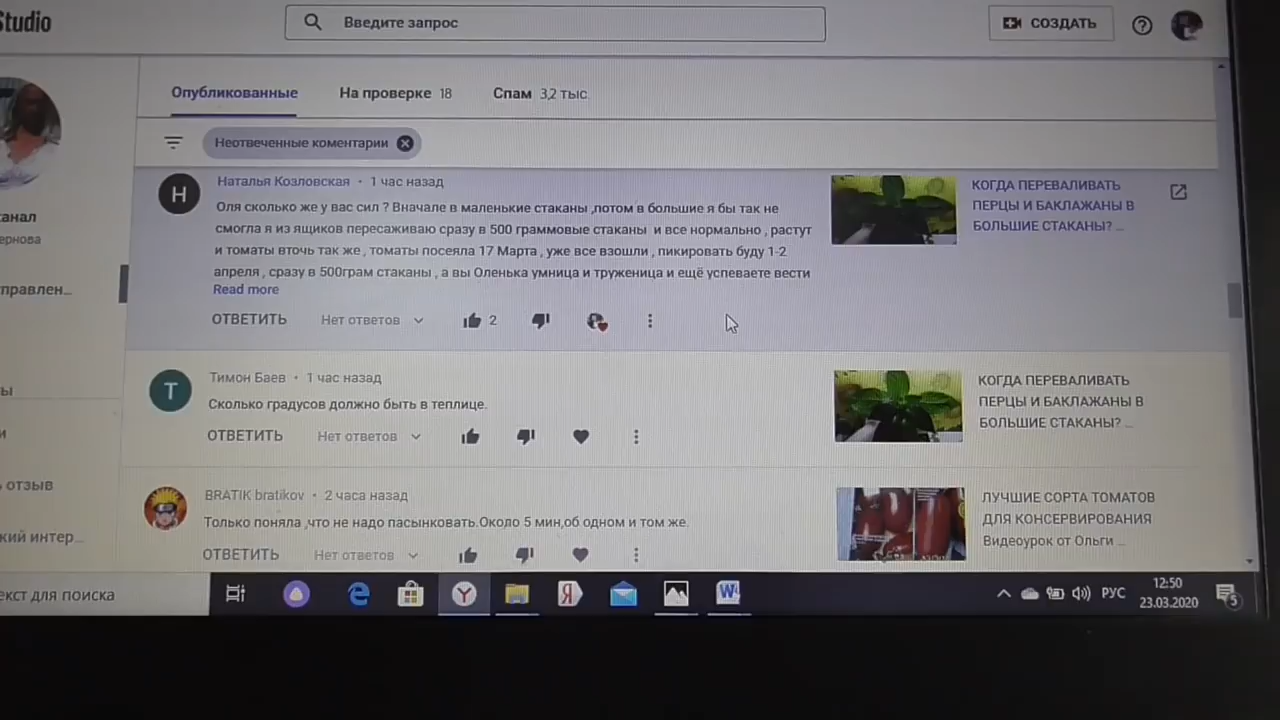 Studio
Введите запрос
СОЗДАТЬ
Опубликованные
На проверке 18
Спам 3,2 тыс.
Неотвеченные коментарии
анал
ернова
правлен...
ы
и
ь отзыв
кий интер...
екст для поиска
Н
Наталья Козловская • 1 час назад
Оля сколько же у вас сил ? Вначале в маленькие стаканы ,потом в большие я бы так не
смогла я из ящиков пересаживаю сразу в 500 граммовые стаканы и все нормально , растут
и томаты вточь так же , томаты посеяла 17 Марта , уже все взошли , пикировать буду 1-2
апреля , сразу в 500грам стаканы , а вы Оленька умница и труженица и ещё успеваете вести
Read more
ОТВЕТИТЬ Нет ответов 2
КОГДА ПЕРЕВАЛИВАТЬ
ПЕРЦЫ И БАКЛАЖАНЫ В
БОЛЬШИЕ СТАКАНЫ? ...
Т
Тимон Баев • 1 час назад
Сколько градусов должно быть в теплице.
ОТВЕТИТЬ Нет ответов
КОГДА ПЕРЕВАЛИВАТЬ
ПЕРЦЫ И БАКЛАЖАНЫ В
БОЛЬШИЕ СТАКАНЫ? ...
BRATIK bratikov • 2 часа назад
Только поняла ,что не надо пасынковать.Около 5 мин,об одном и том же.
ОТВЕТИТЬ Нет ответов
ЛУЧШИЕ СОРТА ТОМАТОВ
ДЛЯ КОНСЕРВИРОВАНИЯ
Видеоурок от Ольги ...
РУС
12:50
23.03.2020
5